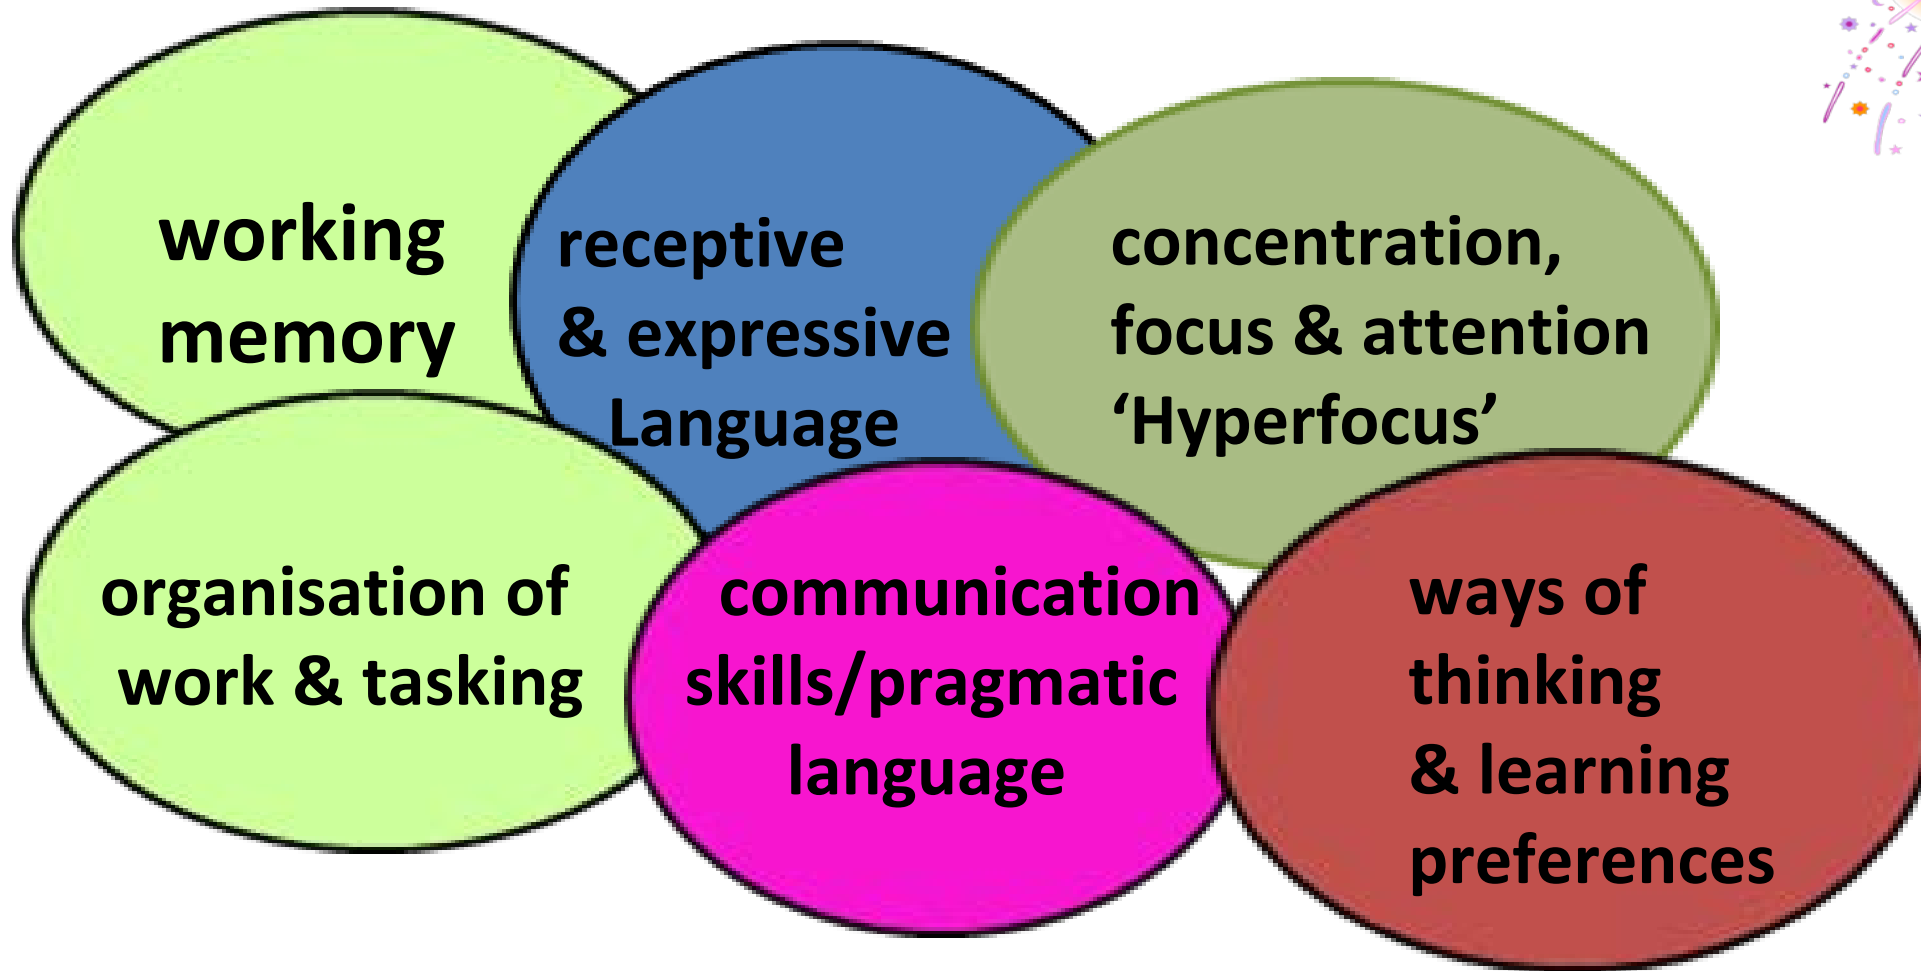 working
memory
receptive
& expressive
Language
concentration,
focus & attention
‘Hyperfocus’
organisation of
work & tasking
communication
skills/pragmatic
language
ways of
thinking
& learning
preferences